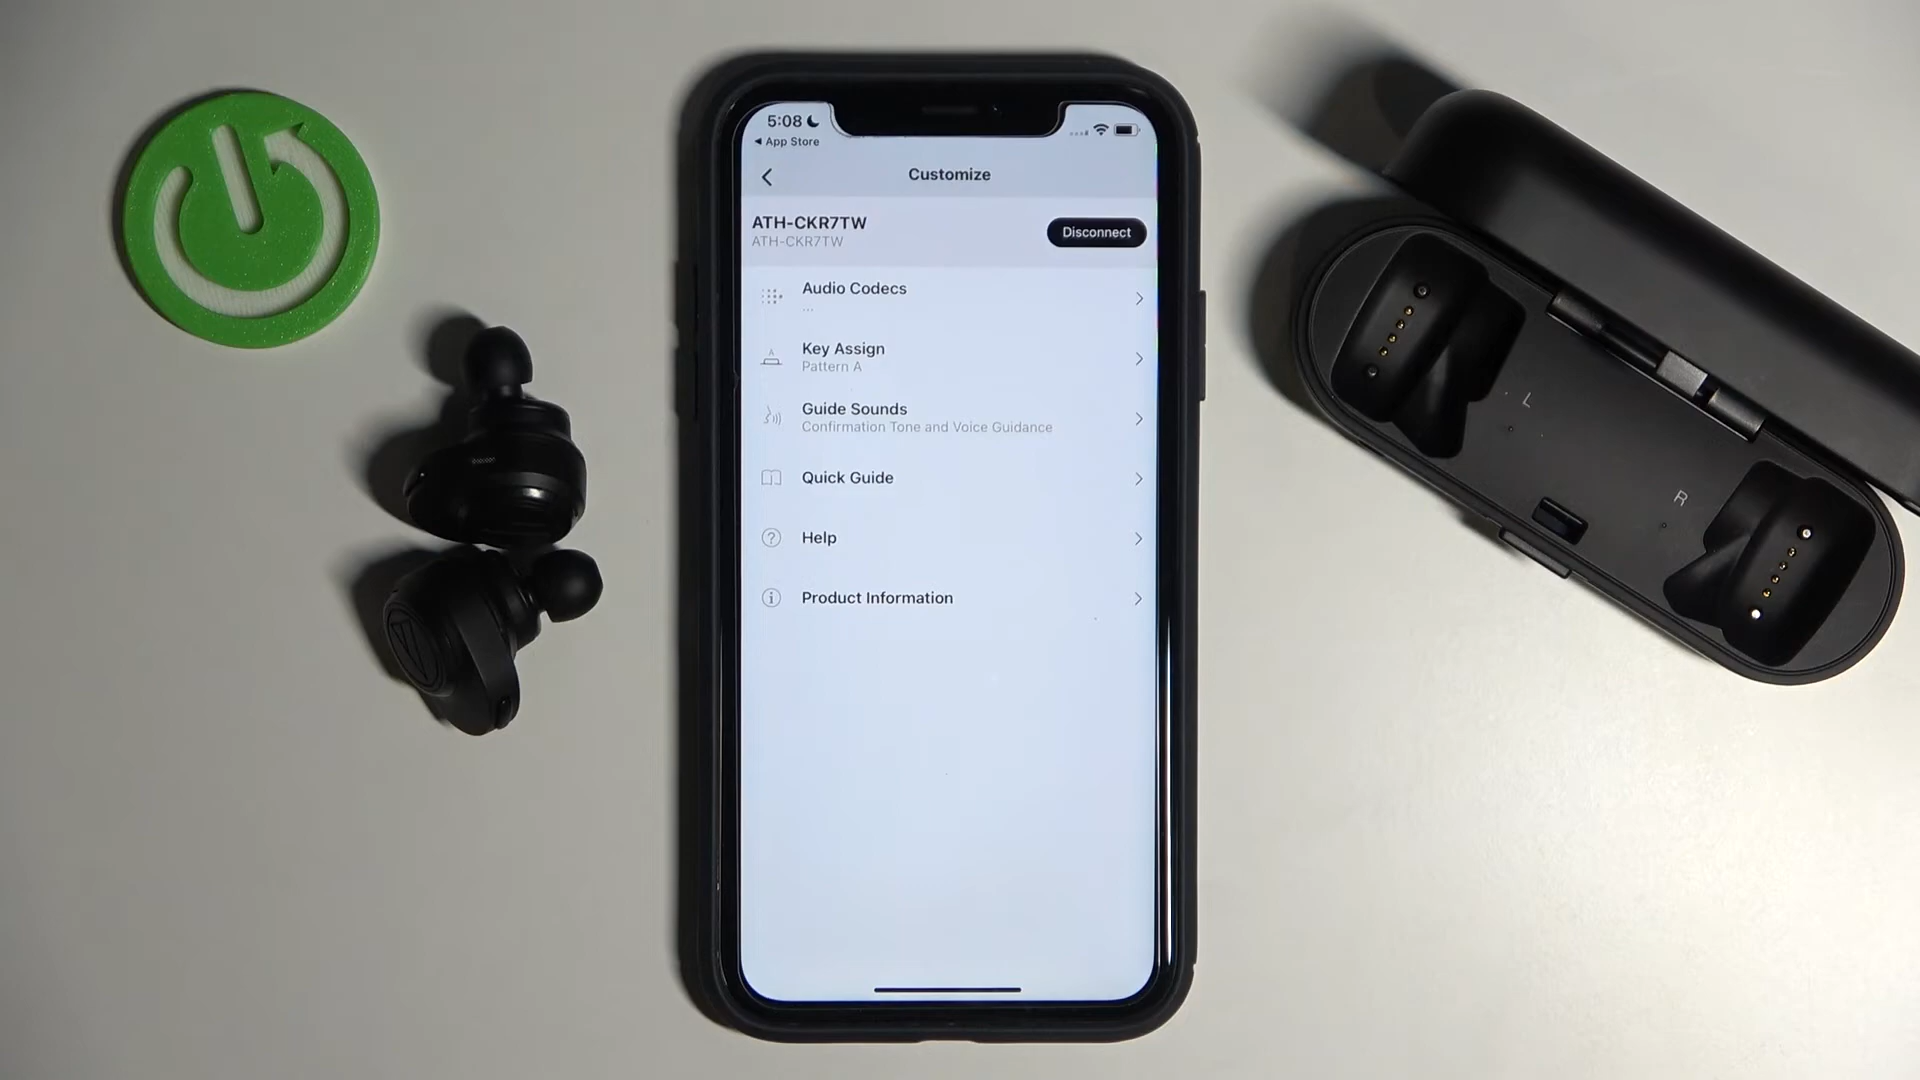 5:08
◀ App Store
Customize
ATH-CKR7TW
ATH-CKR7TW
Disconnect
Audio Codecs
...
Key Assign
Pattern A
Guide Sounds
Confirmation Tone and Voice Guidance
Quick Guide
Help
Product Information
L
R